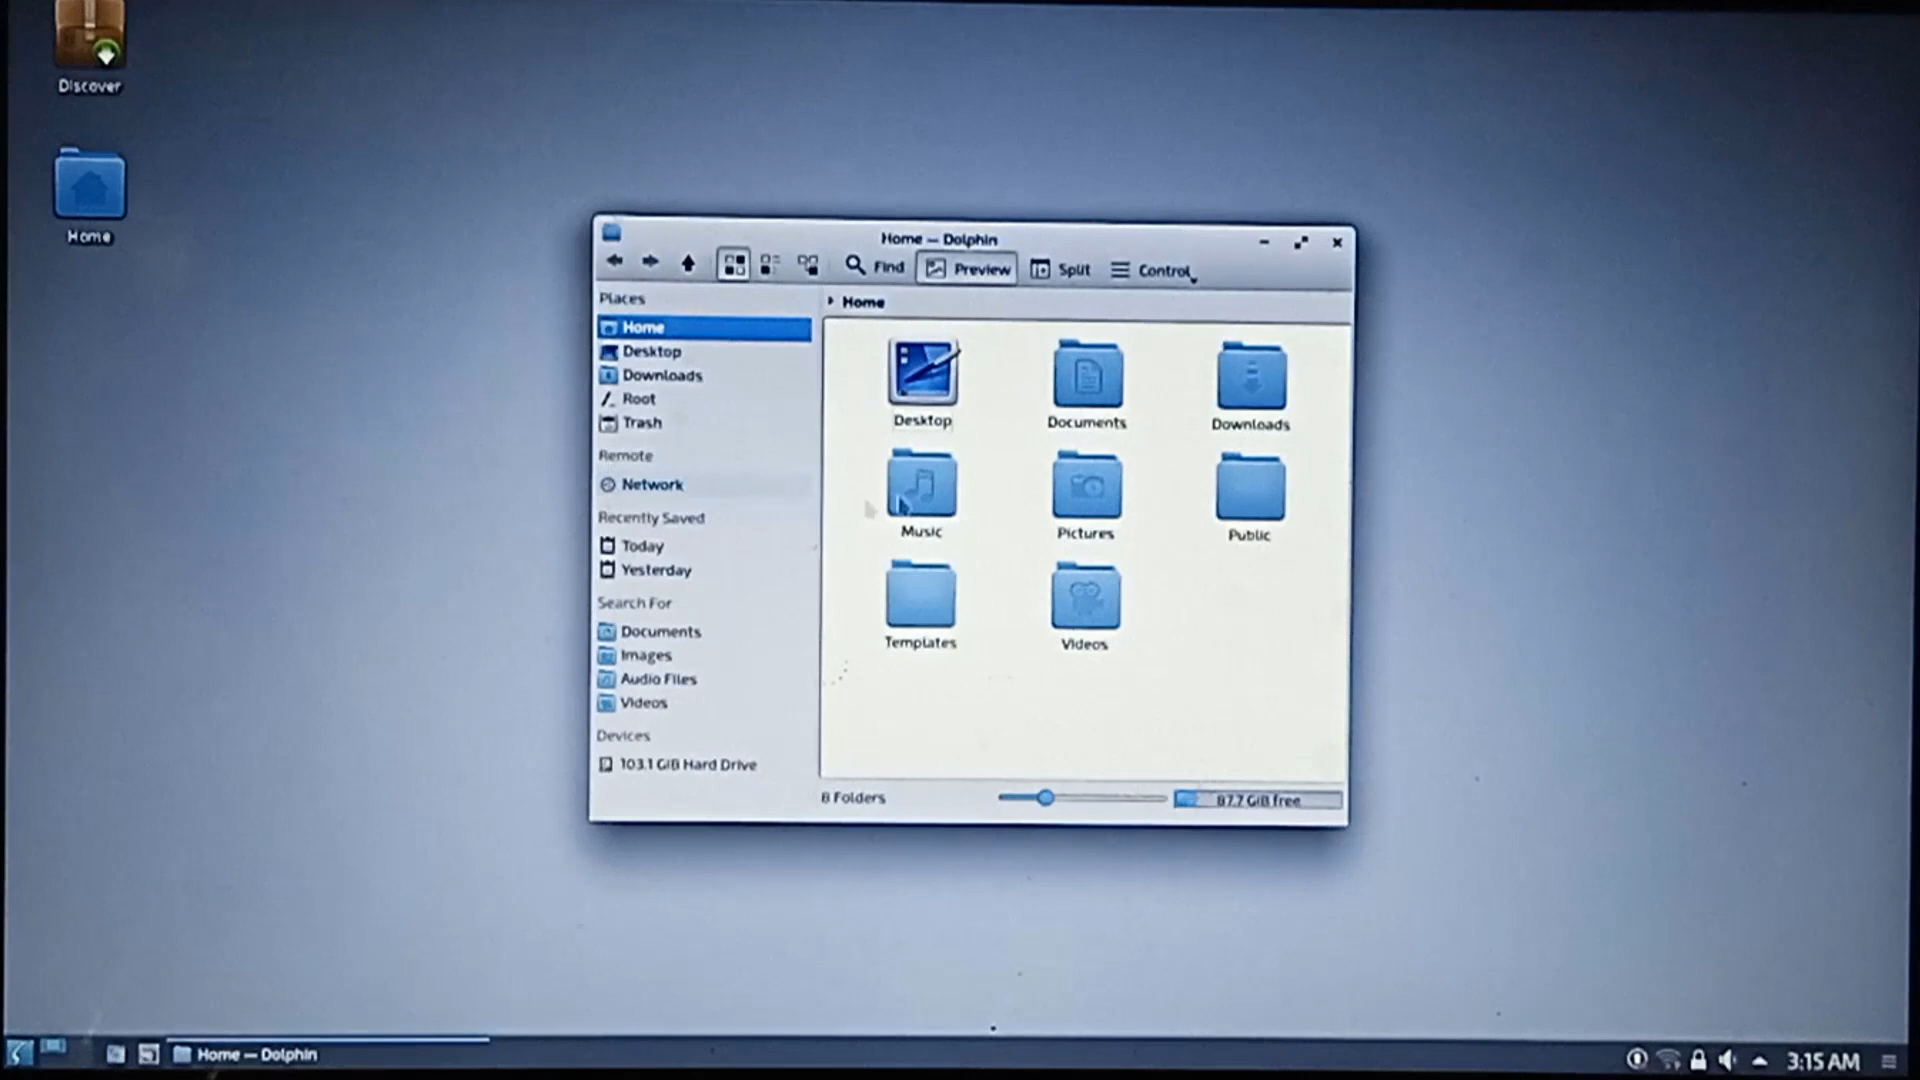 Discover
Home
Home — Dolphin
Find
Preview
Split
Control
Places
Home
Desktop
Downloads
Root
Trash
Remote
Network
Recently Saved
Today
Yesterday
Search For
Documents
Images
Audio Files
Videos
Devices
103.1 GiB Hard Drive
Home
Desktop
Documents
Downloads
Music
Pictures
Public
Templates
Videos
8 Folders
87.7 GiB free
Home — Dolphin
3:15 AM